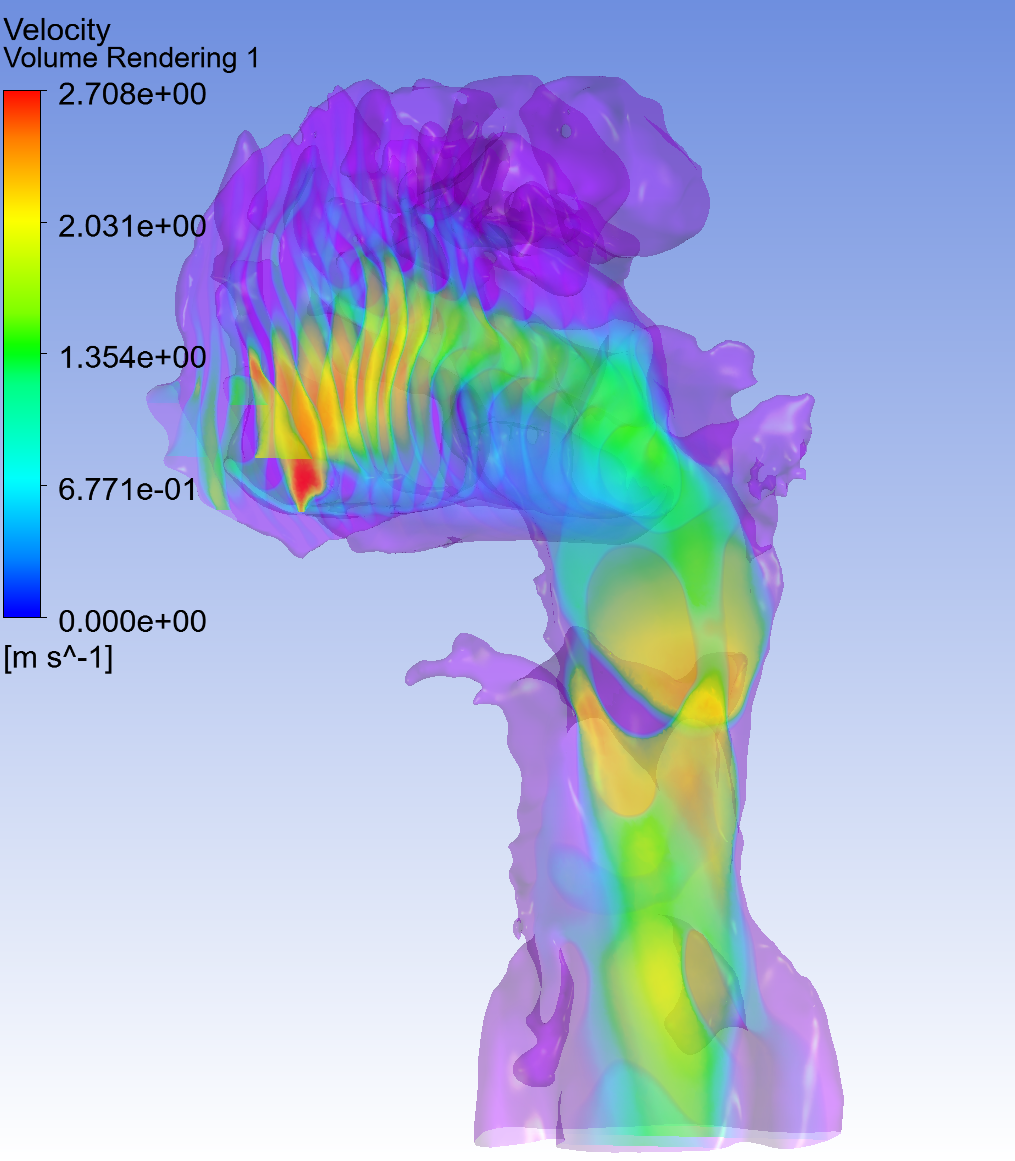 Velocity
Volume Rendering 1
2.708e+00
2.031e+00
1.354e+00
6.771e-01
0.000e+00
[m s^-1]